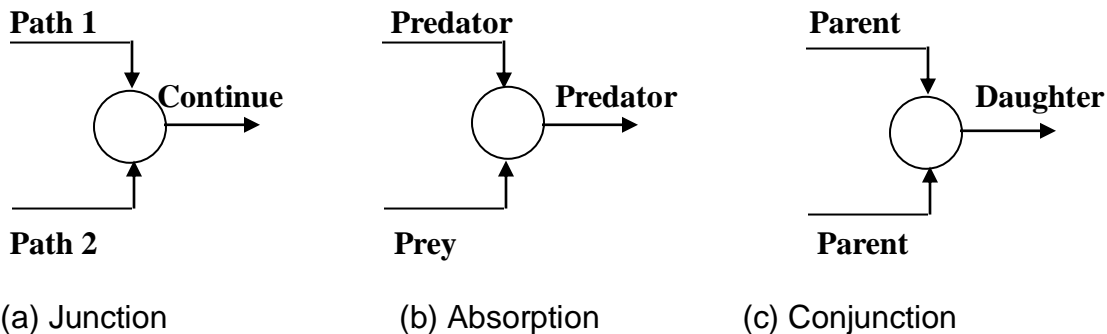 Path 1
Predator
Parent
Continue
Predator
Daughter
Path 2
Prey
Parent
(a) Junction
(b) Absorption
(c) Conjunction